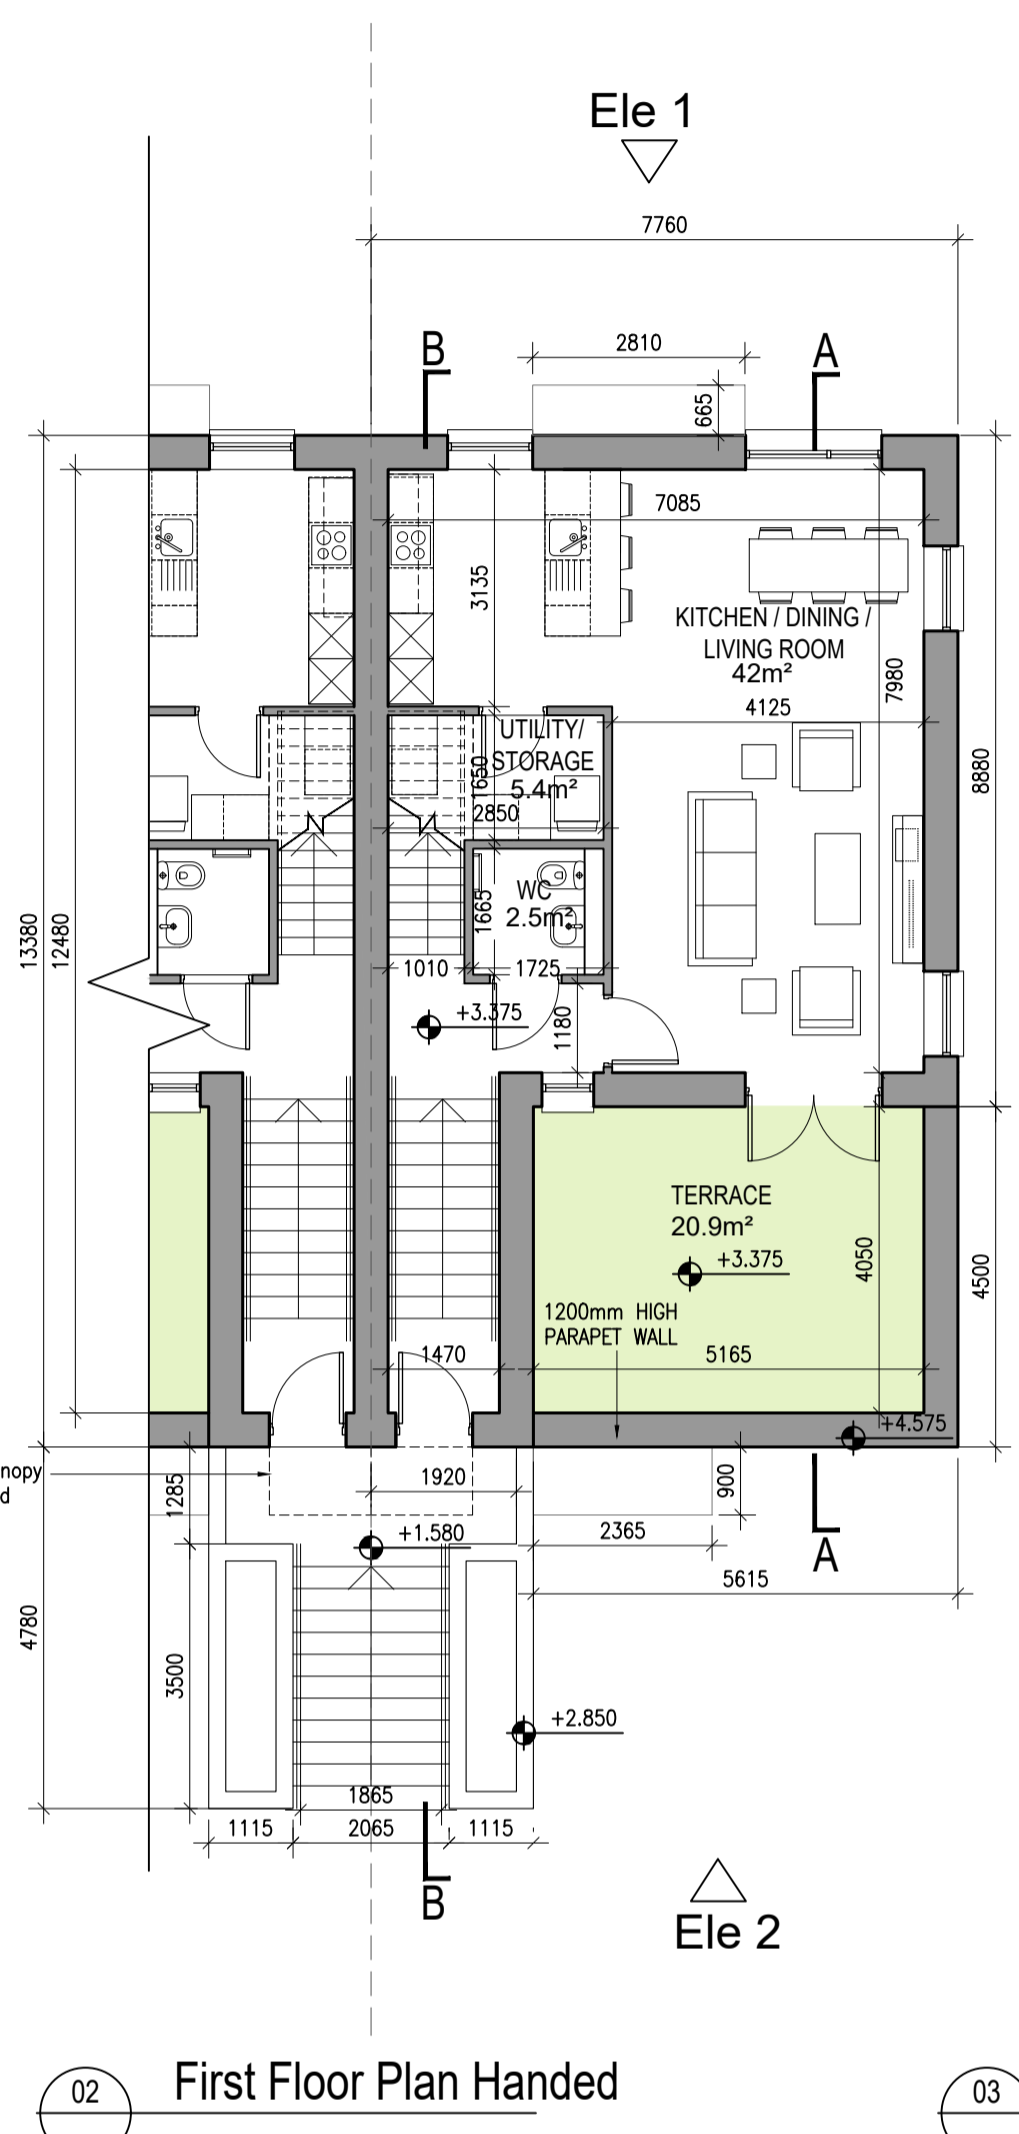 Ele 1
7760
2810
B
A
665
7085
3135
KITCHEN / DINING /
LIVING ROOM
42m²
7980
4125
UTILITY/
STORAGE
5.4m²
1650
2850
8880
13380
12480
WC
2.5m²
1665
1010
1725
+3.375
1180
TERRACE
20.9m²
+3.375
4050
4500
1200mm HIGH
PARAPET WALL
1470
5165
+4.575
nopy
d
1285
1920
900
+1.580
2365
A
5615
4780
3500
+2.850
1865
1115
2065
1115
B
Ele 2
02
First Floor Plan Handed
03